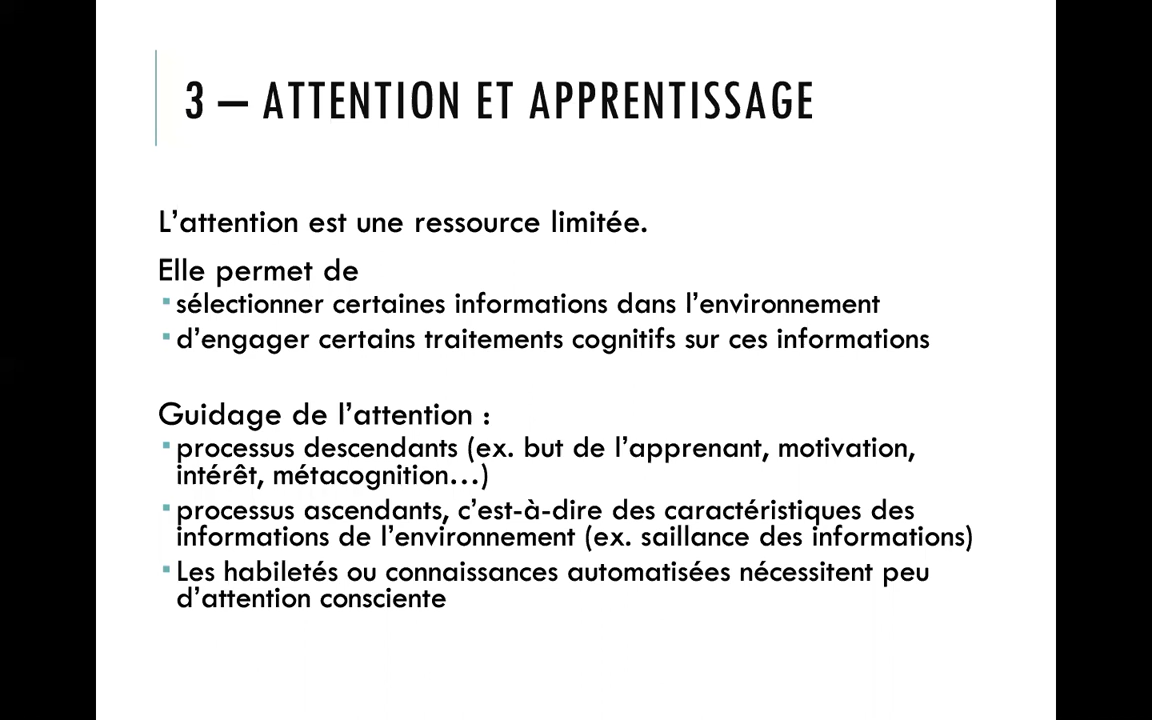 3 – ATTENTION ET APPRENTISSAGE
L’attention est une ressource limitée.
Elle permet de
▪ sélectionner certaines informations dans l’environnement
▪ d’engager certains traitements cognitifs sur ces informations
Guidage de l’attention :
▪ processus descendants (ex. but de l’apprenant, motivation,
intérêt, métacognition…)
▪ processus ascendants, c’est-à-dire des caractéristiques des
informations de l’environnement (ex. saillance des informations)
▪ Les habiletés ou connaissances automatisées nécessitent peu
d’attention consciente